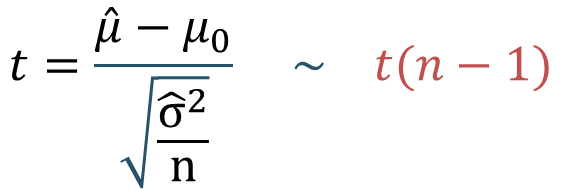 t = (μ̂ − μ₀) / √(σ̂² / n) ~ t(n − 1)